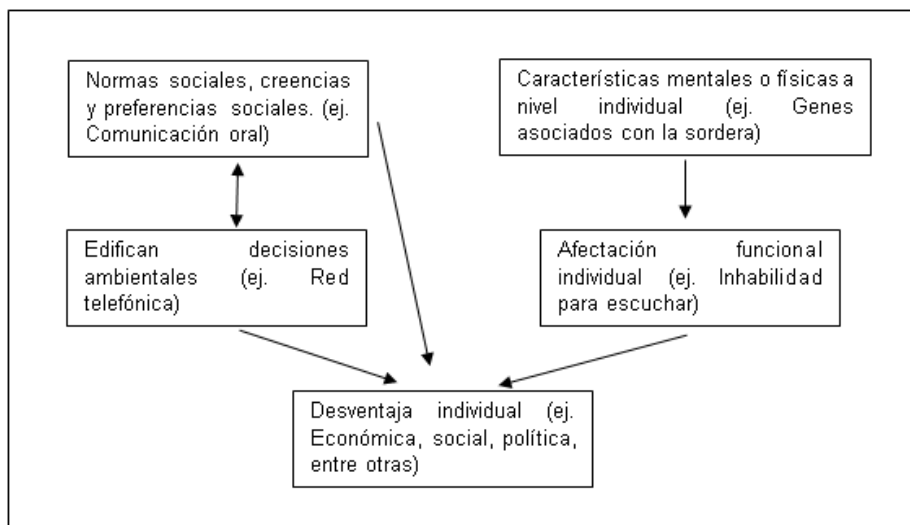 Normas sociales, creencias
y preferencias sociales. (ej.
Comunicación oral)
Características mentales o físicas a
nivel individual (ej. Genes
asociados con la sordera)
Edifican decisiones
ambientales (ej. Red
telefónica)
Afectación funcional
individual (ej. Inhabilidad
para escuchar)
Desventaja individual (ej.
Económica, social, política,
entre otras)